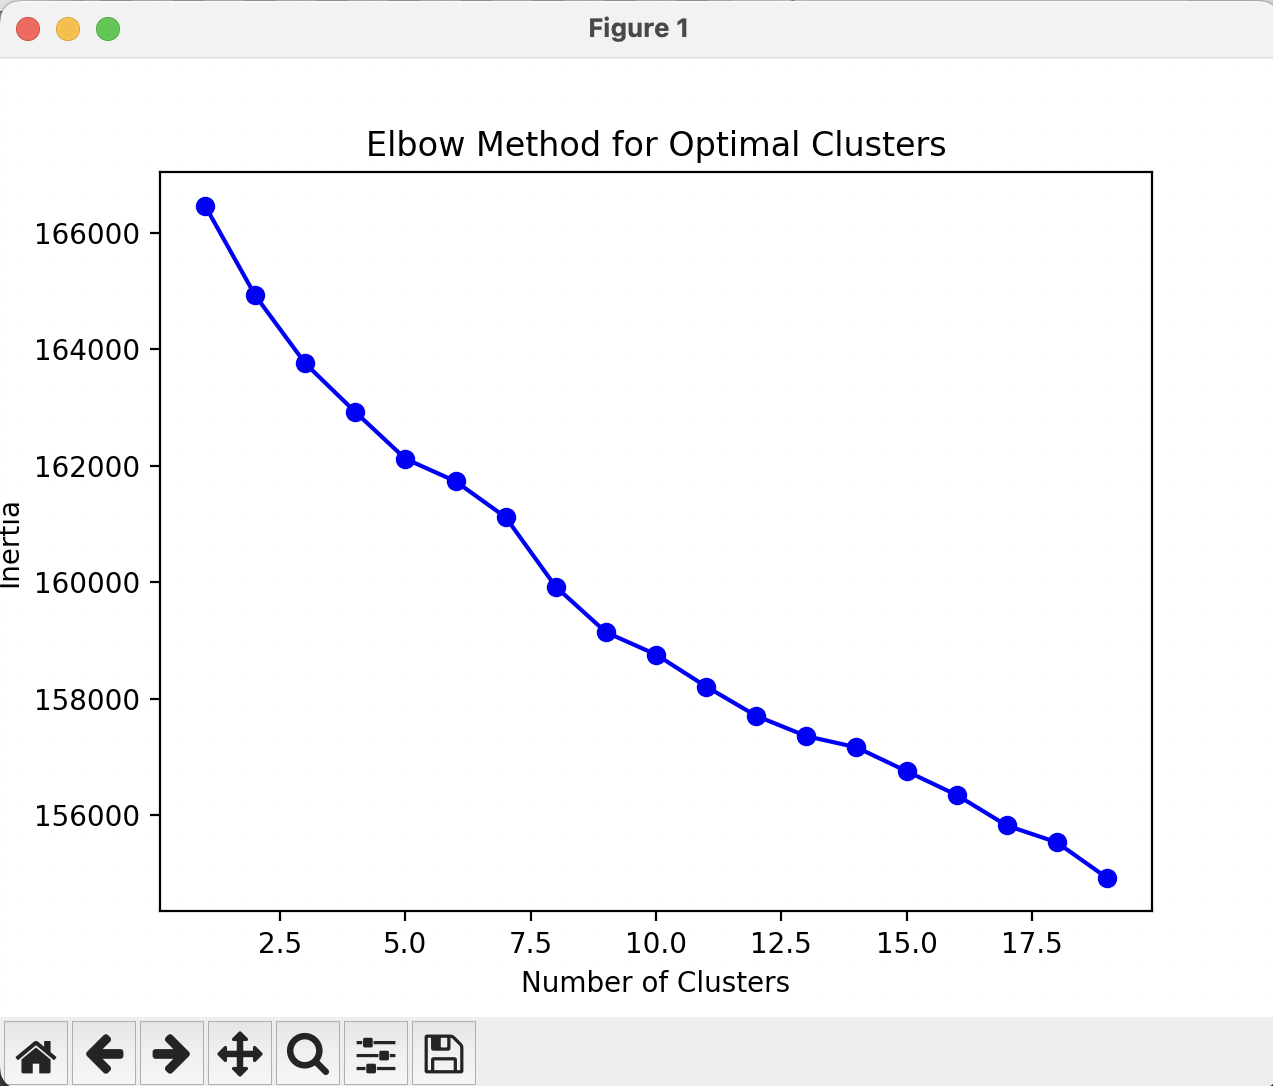 Figure 1
Elbow Method for Optimal Clusters
166000
164000
162000
160000
158000
156000
Inertia
2.5 5.0 7.5 10.0 12.5 15.0 17.5
Number of Clusters